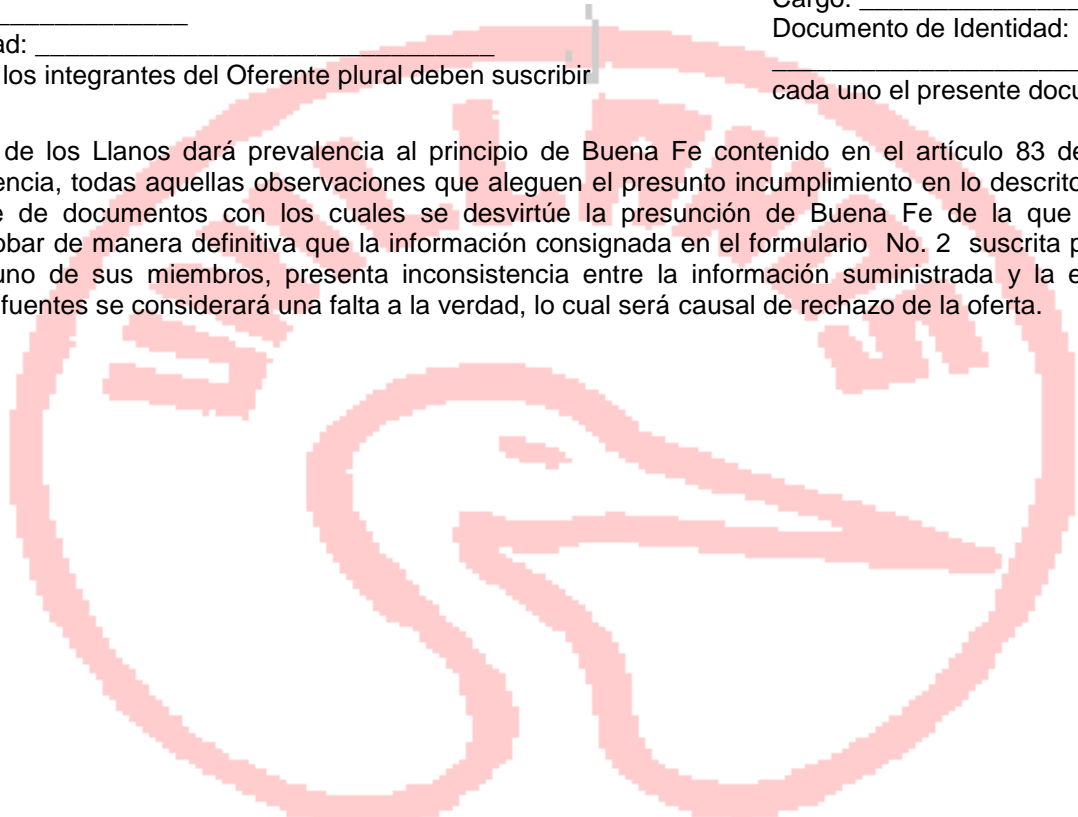 Cargo: ___________________
____________
ad: _______________________________
Documento de Identidad:
los integrantes del Oferente plural deben suscribir
_____________________
cada uno el presente docu
de los Llanos dará prevalencia al principio de Buena Fe contenido en el artículo 83 de
encia, todas aquellas observaciones que aleguen el presunto incumplimiento en lo descrito
e de documentos con los cuales se desvirtúe la presunción de Buena Fe de la que
obar de manera definitiva que la información consignada en el formulario No. 2 suscrita p
uno de sus miembros, presenta inconsistencia entre la información suministrada y la e
fuentes se considerará una falta a la verdad, lo cual será causal de rechazo de la oferta.
UNILLANOS